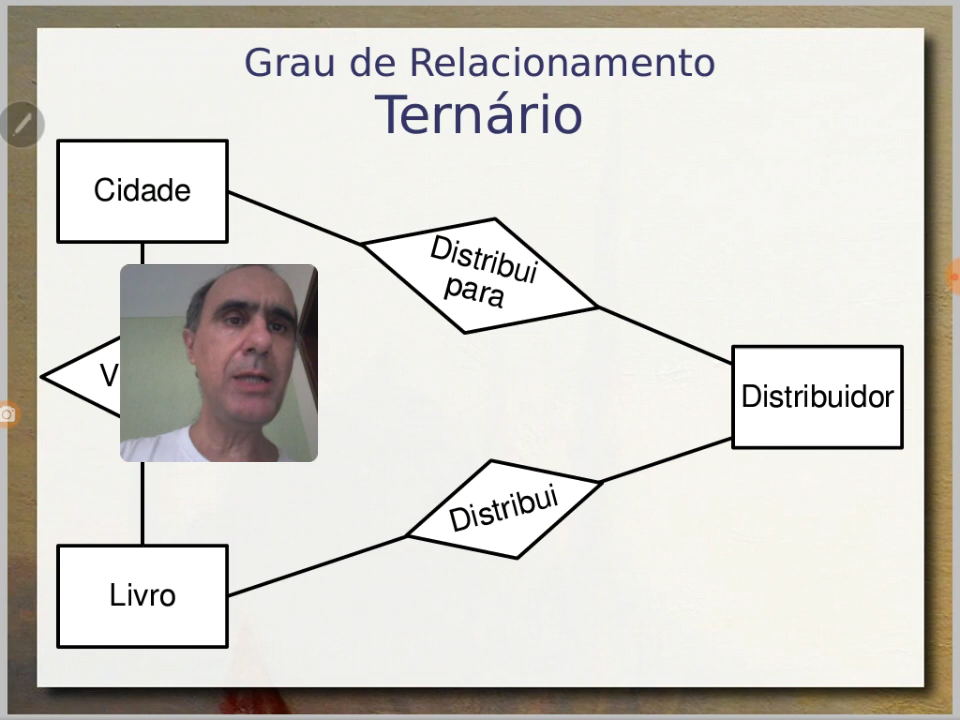 Grau de Relacionamento
Ternário
Cidade
Distribui
para
V
Distribuidor
Distribui
Livro